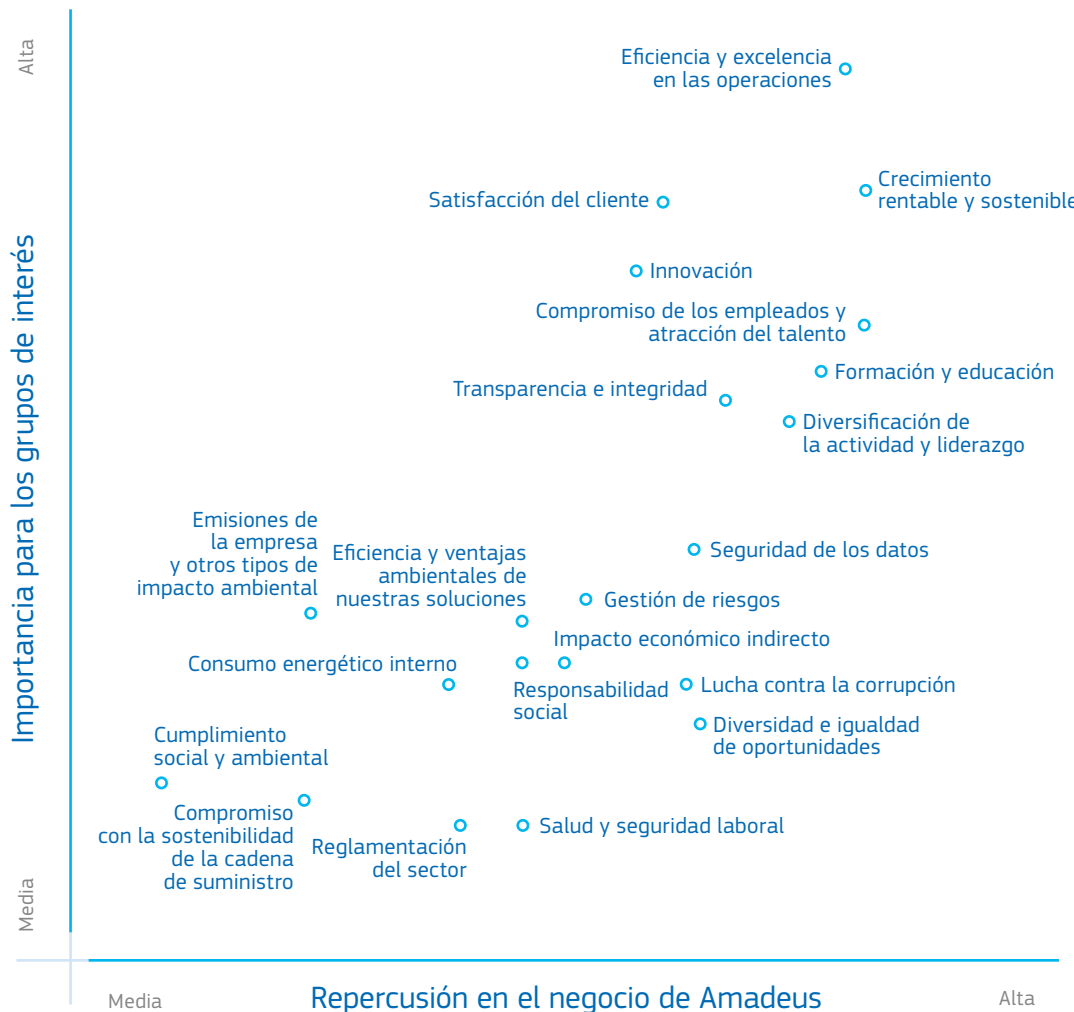 Alta
Eficiencia y excelencia
en las operaciones
Crecimiento
rentable y sostenible
Satisfacción del cliente
Innovación
Compromiso de los empleados y
atracción del talento
Formación y educación
Transparencia e integridad
Diversificación de
la actividad y liderazgo
Importancia para los grupos de interés
Emisiones de
la empresa
y otros tipos de
impacto ambiental
Eficiencia y ventajas
ambientales de
nuestras soluciones
Seguridad de los datos
Gestión de riesgos
Impacto económico indirecto
Consumo energético interno
Responsabilidad
social
Lucha contra la corrupción
Diversidad e igualdad
de oportunidades
Cumplimiento
social y ambiental
Compromiso
con la sostenibilidad
de la cadena
de suministro
Reglamentación
del sector
Salud y seguridad laboral
Media
Media
Repercusión en el negocio de Amadeus
Alta